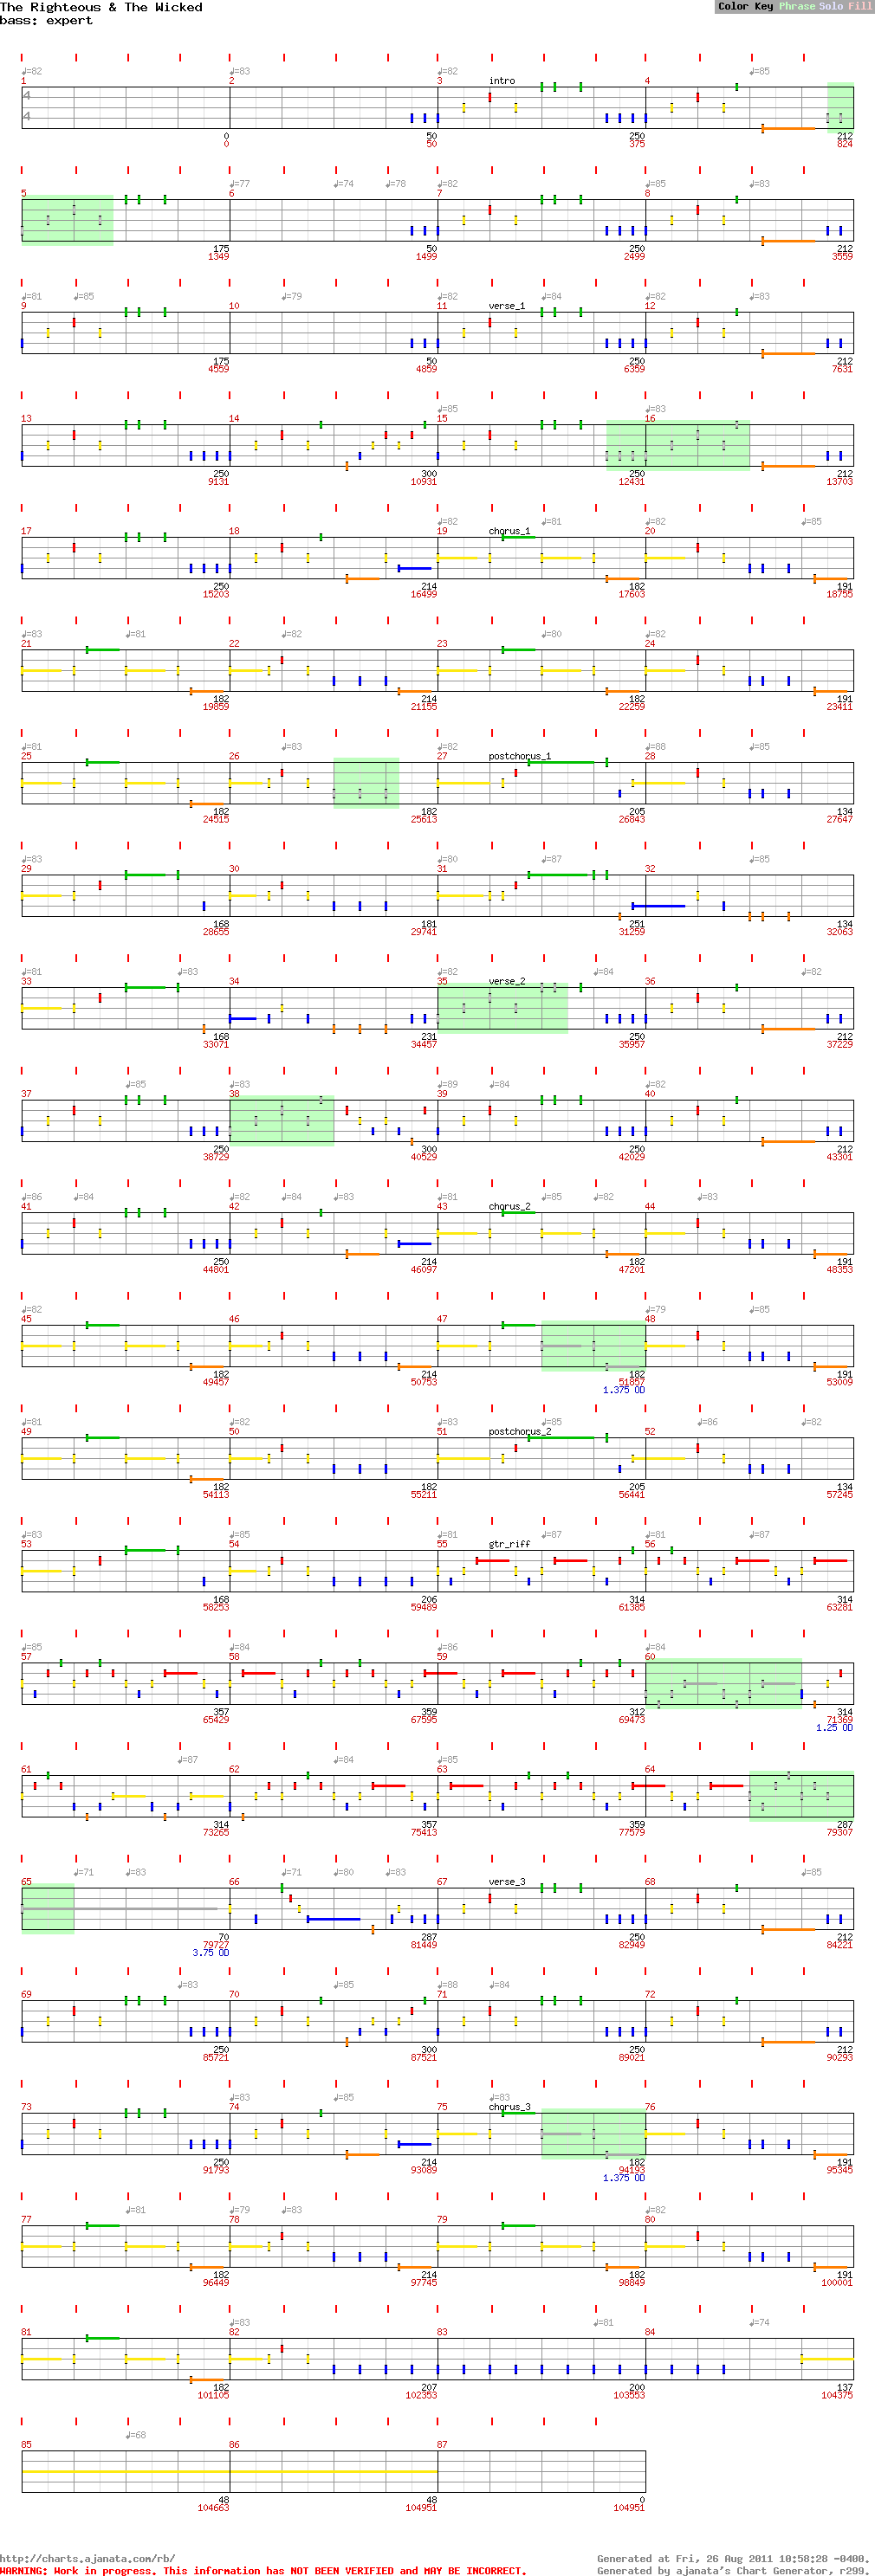 The Righteous & The Wicked
bass: expert
Color Key Phrase Solo Fill
♩=82 ♩=83 ♩=82 ♩=85
1 2 3 intro 4
4
4
0 50 250 212
0 50 375 824
♩=77 ♩=74 ♩=78 ♩=82 ♩=85 ♩=83
5 6 7 8
175 50 250 212
1349 1499 2499 3559
♩=81 ♩=85 ♩=79 ♩=82 ♩=84 ♩=82 ♩=83
9 10 11 verse_1 12
175 50 250 212
4559 4859 6359 7631
♩=85 ♩=83
13 14 15 16
250 300 250 212
9131 10931 12431 13703
♩=82 ♩=81 ♩=82 ♩=85
17 18 19 chorus_1 20
250 214 182 191
15203 16499 17603 18755
♩=83 ♩=81 ♩=82 ♩=80 ♩=82
21 22 23 24
182 214 182 191
19859 21155 22259 23411
♩=81 ♩=83 ♩=82 ♩=88 ♩=85
25 26 27 postchorus_1 28
182 182 205 134
24515 25613 26843 27647
♩=83 ♩=80 ♩=87 ♩=85
29 30 31 32
168 181 251 134
28655 29741 31259 32063
♩=81 ♩=83 ♩=82 ♩=84 ♩=82
33 34 35 verse_2 36
168 231 250 212
33071 34457 35957 37229
♩=85 ♩=83 ♩=89 ♩=84 ♩=82
37 38 39 40
250 300 250 212
38729 40529 42029 43301
♩=86 ♩=84 ♩=82 ♩=84 ♩=83 ♩=81 ♩=85 ♩=82 ♩=83
41 42 43 chorus_2 44
250 214 182 191
44801 46097 47201 48353
♩=82 ♩=79 ♩=85
45 46 47 48
182 214 182 191
49457 50753 51857 53009
1.375 OD
♩=81 ♩=82 ♩=83 ♩=85 ♩=86 ♩=82
49 50 51 postchorus_2 52
182 182 205 134
54113 55211 56441 57245
♩=83 ♩=85 ♩=81 ♩=87 ♩=81 ♩=87
53 54 55 gtr_riff 56
168 206 314 314
58253 59489 61385 63281
♩=85 ♩=84 ♩=86 ♩=84
57 58 59 60
357 359 312 314
65429 67595 69473 71369
1.25 OD
♩=87 ♩=84 ♩=85
61 62 63 64
314 357 359 287
73265 75413 77579 79307
♩=71 ♩=83 ♩=71 ♩=80 ♩=83 ♩=85
65 66 67 verse_3 68
70 287 250 212
79727 81449 82949 84221
3.75 OD
♩=83 ♩=85 ♩=88 ♩=84
69 70 71 72
250 300 250 212
85721 87521 89021 90293
♩=83 ♩=85 ♩=83
73 74 75 chorus_3 76
250 214 182 191
91793 93089 94193 95345
1.375 OD
♩=81 ♩=79 ♩=83 ♩=82
77 78 79 80
182 214 182 191
96449 97745 98849 100001
♩=83 ♩=81 ♩=74
81 82 83 84
182 207 200 137
101105 102353 103553 104375
♩=68
85 86 87
48 48 0
104663 104951 104951
http://charts.ajanata.com/rb/ Generated at Fri, 26 Aug 2011 10:58:28 -0400.
WARNING: Work in progress. This information has NOT BEEN VERIFIED and MAY BE INCORRECT. Generated by ajanata's Chart Generator, r299.